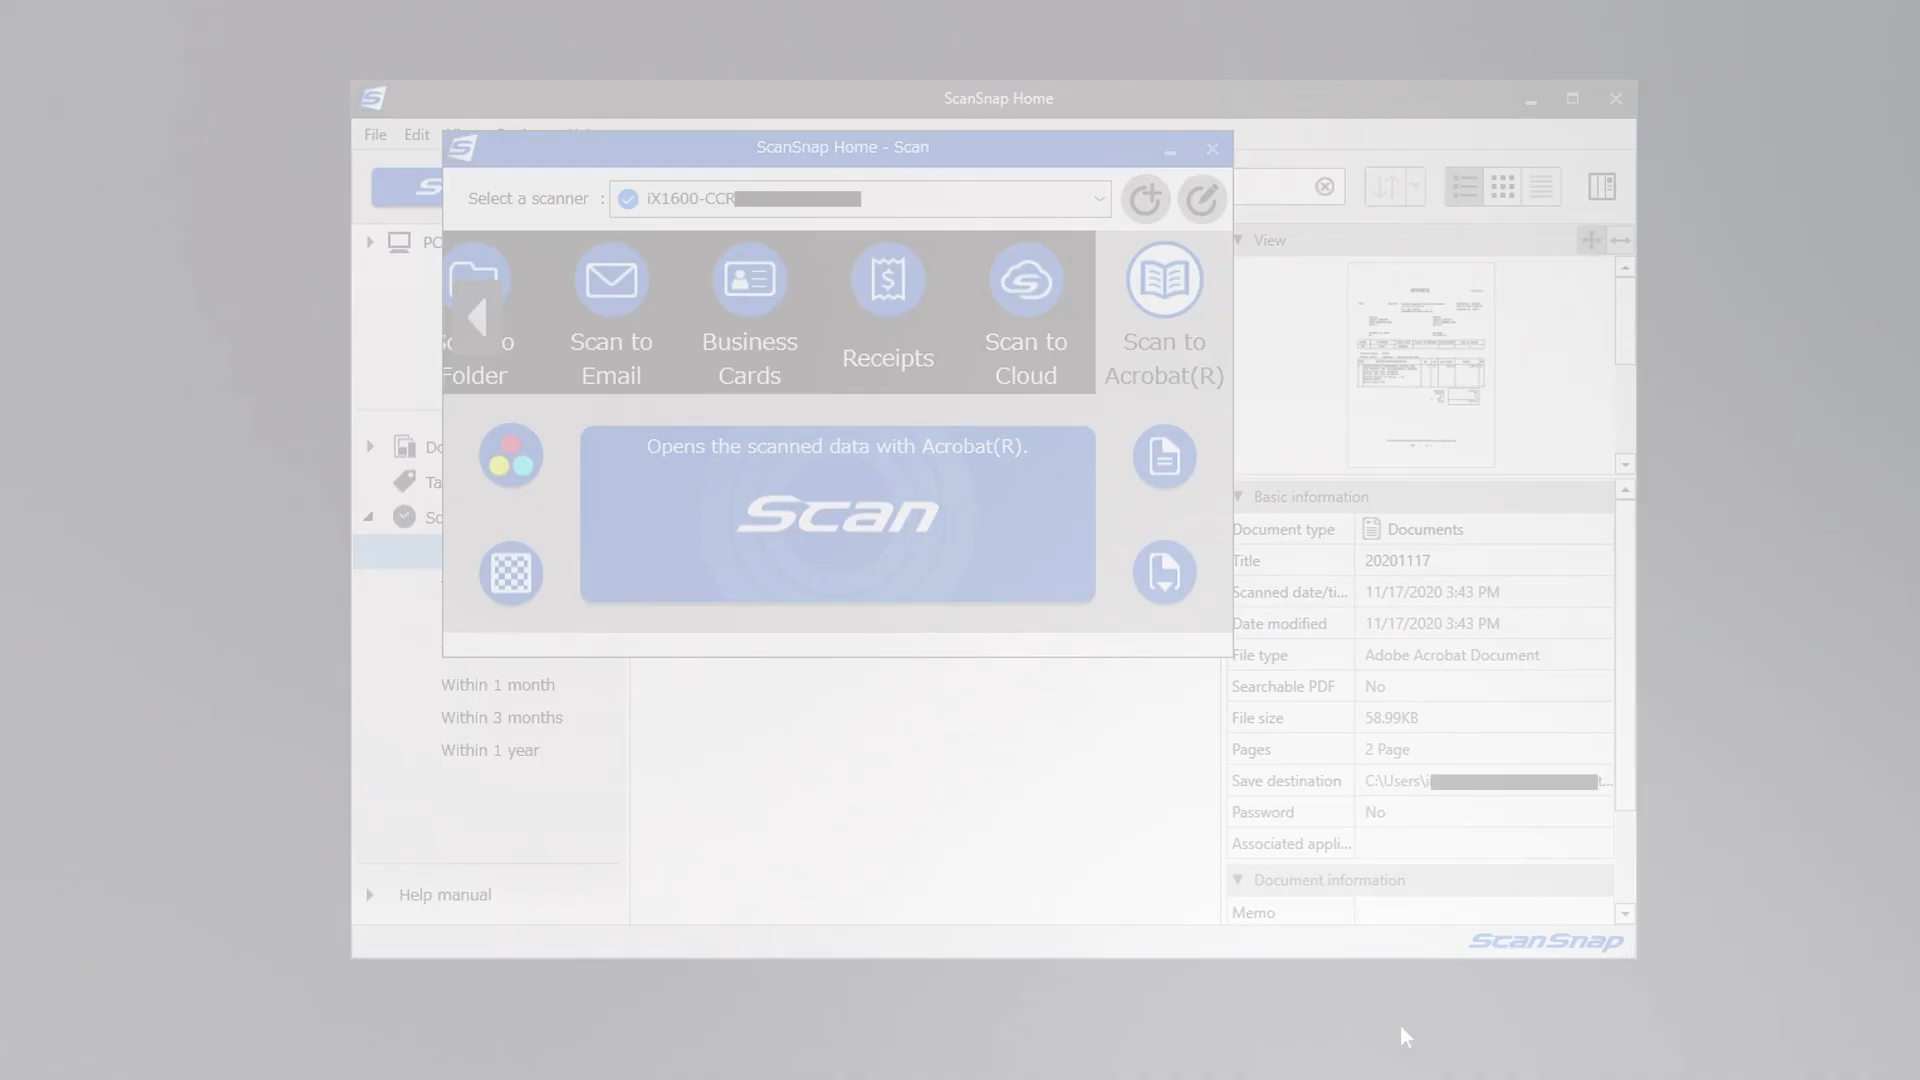 ScanSnap Home
File Edit
ScanSnap Home - Scan
Select a scanner : iX1600-CCR
Folder
Scan to
Email
Business
Cards
Receipts
Scan to
Cloud
Scan to
Acrobat(R)
Opens the scanned data with Acrobat(R).
Scan
Within 1 month
Within 3 months
Within 1 year
Help manual
View
Basic information
Document type Documents
Title 20201117
Scanned date/ti... 11/17/2020 3:43 PM
Date modified 11/17/2020 3:43 PM
File type Adobe Acrobat Document
Searchable PDF No
File size 58.99KB
Pages 2 Page
Save destination C:\Users\
Password No
Associated appli...
Document information
Memo
ScanSnap